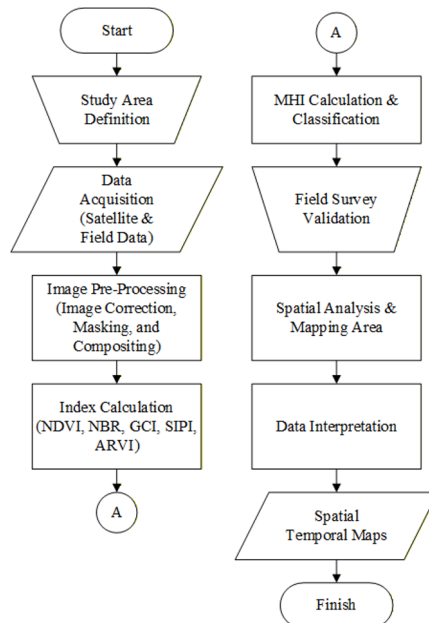 Start
Study Area
Definition
Data
Acquisition
(Satellite &
Field Data)
Image Pre-Processing
(Image Correction,
Masking, and
Compositing)
Index Calculation
(NDVI, NBR, GCI, SIPI,
ARVI)
A
A
MHI Calculation &
Classification
Field Survey
Validation
Spatial Analysis &
Mapping Area
Data Interpretation
Spatial
Temporal Maps
Finish